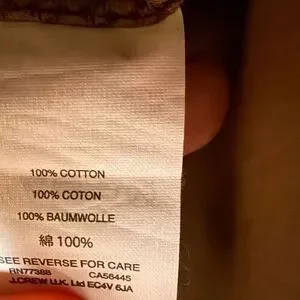 100% COTTON
100% COTON
100% BAUMWOLLE
綿 100%
SEE REVERSE FOR CARE
RN77388 CA56445
J.CREW U.K. Ltd EC4V 6JA